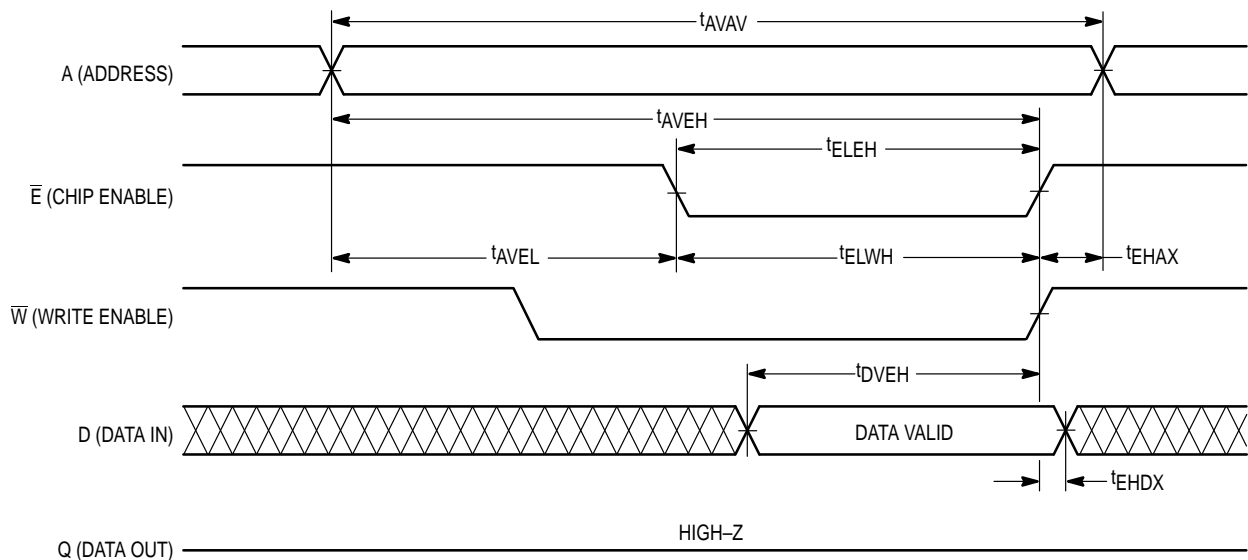 tAVAV
A (ADDRESS)
tAVEH
tELEH
E̅ (CHIP ENABLE)
tAVEL
tELWH
tEHAX
W̅ (WRITE ENABLE)
tDVEH
D (DATA IN)
DATA VALID
tEHDX
HIGH–Z
Q (DATA OUT)